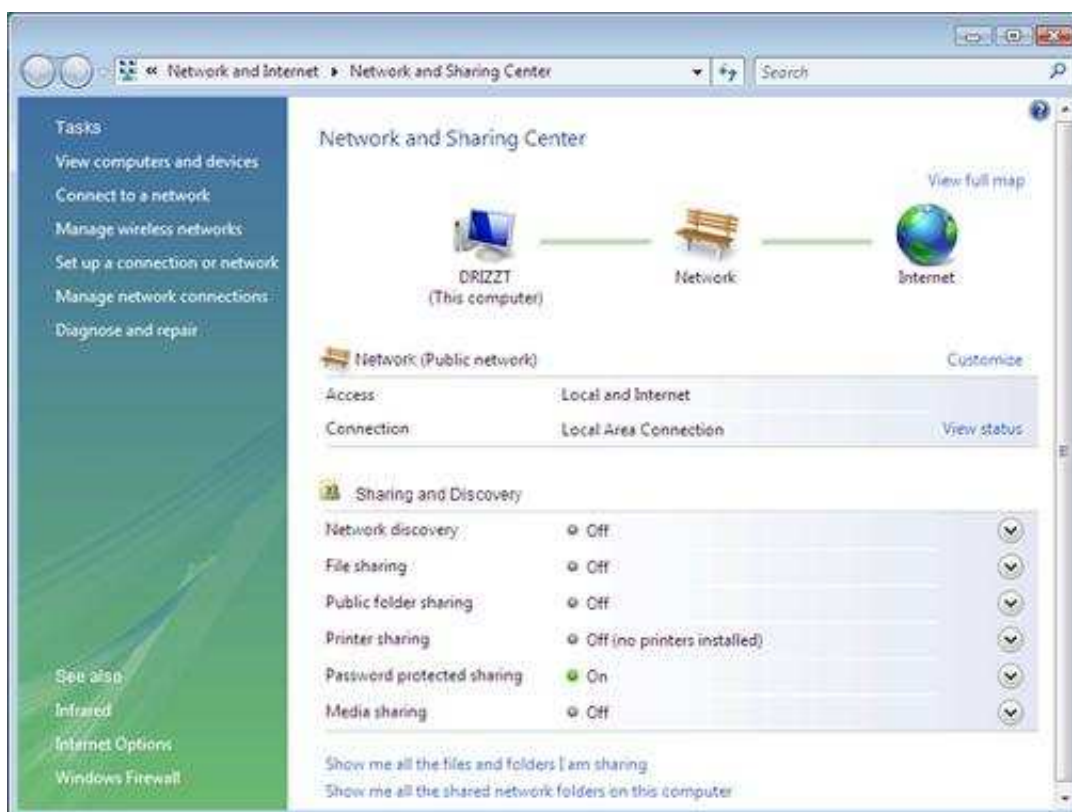 « Network and Internet ▸ Network and Sharing Center
Search
Tasks
View computers and devices
Connect to a network
Manage wireless networks
Set up a connection or network
Manage network connections
Diagnose and repair
See also
Infrared
Internet Options
Windows Firewall
Network and Sharing Center
View full map
DRIZZT
(This computer)
Network
Internet
Network (Public network)
Customize
Access Local and Internet
Connection Local Area Connection View status
Sharing and Discovery
Network discovery Off
File sharing Off
Public folder sharing Off
Printer sharing Off (no printers installed)
Password protected sharing On
Media sharing Off
Show me all the files and folders I am sharing
Show me all the shared network folders on this computer